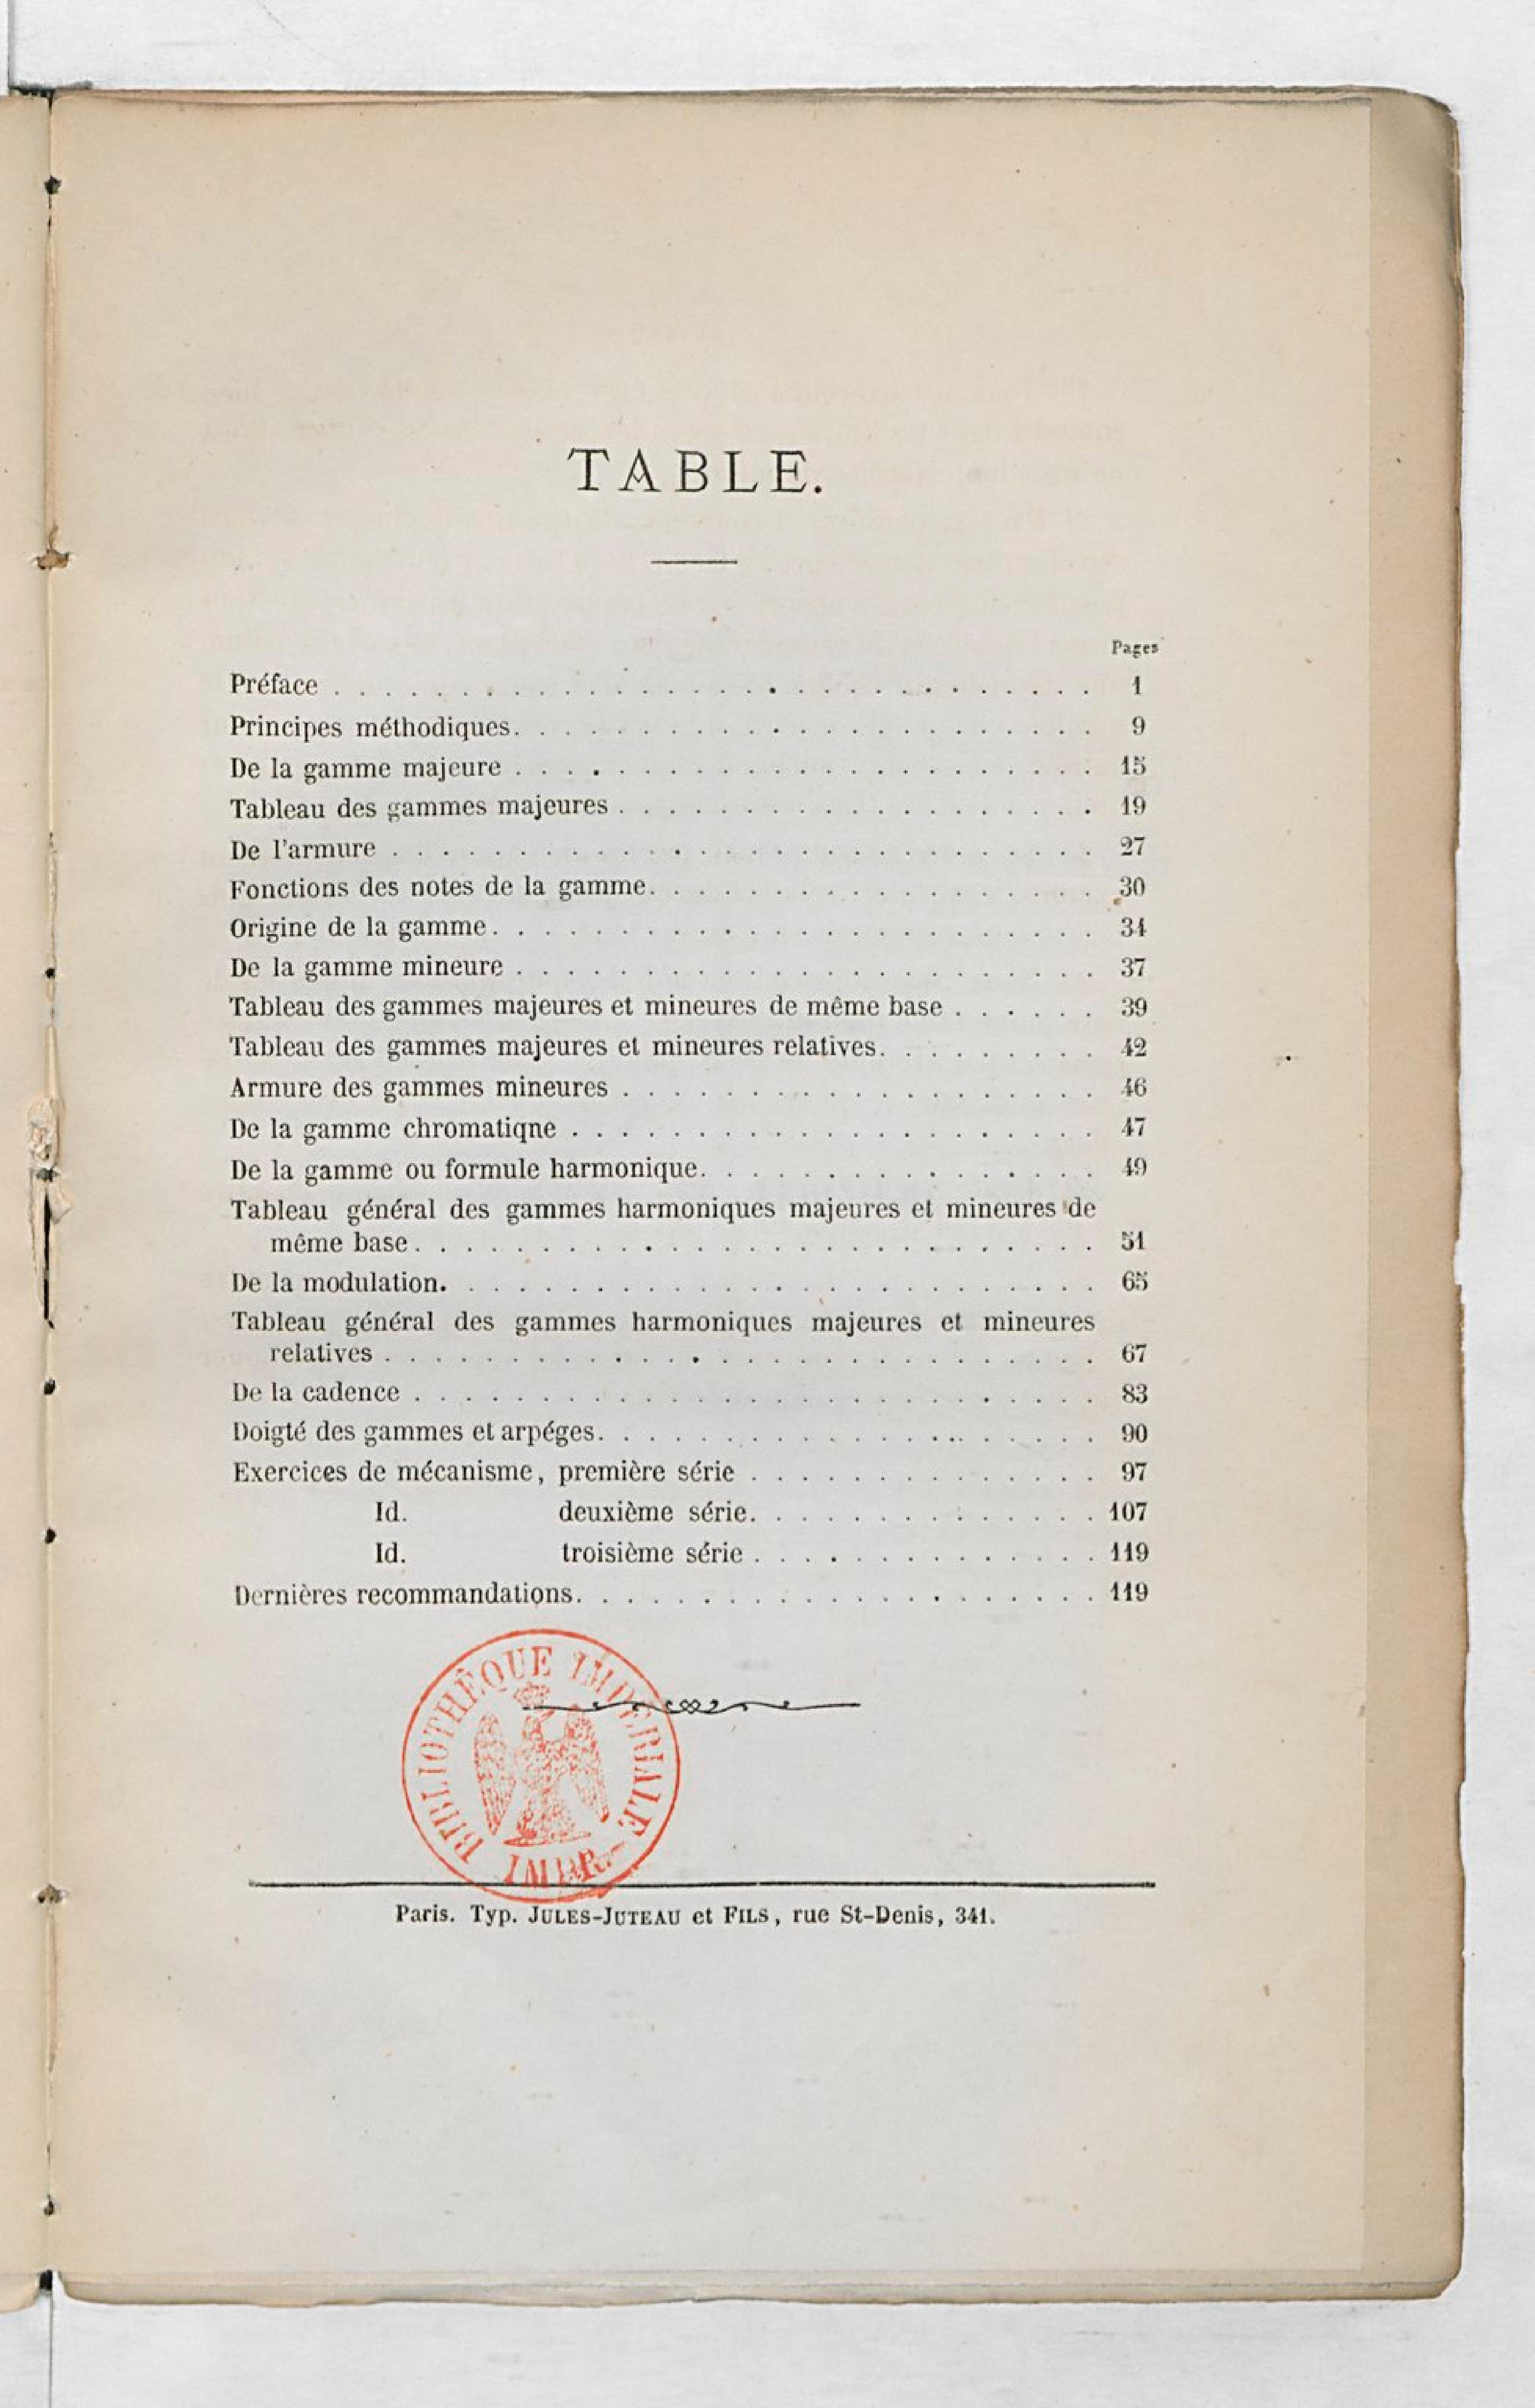 TABLE.
Pages
Préface . . . . . . . . . . . . . . . . . . . . . . . . . . . . . . 1
Principes méthodiques. . . . . . . . . . . . . . . . . . . . . . . 9
De la gamme majeure . . . . . . . . . . . . . . . . . . . . . . . 15
Tableau des gammes majeures . . . . . . . . . . . . . . . . . . . 19
De l'armure . . . . . . . . . . . . . . . . . . . . . . . . . . . . 27
Fonctions des notes de la gamme. . . . . . . . . . . . . . . . . . 30
Origine de la gamme. . . . . . . . . . . . . . . . . . . . . . . . 34
De la gamme mineure . . . . . . . . . . . . . . . . . . . . . . . 37
Tableau des gammes majeures et mineures de même base . . . . . . 39
Tableau des gammes majeures et mineures relatives. . . . . . . . . 42
Armure des gammes mineures . . . . . . . . . . . . . . . . . . . 46
De la gamme chromatiqne . . . . . . . . . . . . . . . . . . . . . 47
De la gamme ou formule harmonique. . . . . . . . . . . . . . . . 49
Tableau général des gammes harmoniques majeures et mineures de
même base. . . . . . . . . . . . . . . . . . . . . . . . . . . 51
De la modulation. . . . . . . . . . . . . . . . . . . . . . . . . . 65
Tableau général des gammes harmoniques majeures et mineures
relatives . . . . . . . . . . . . . . . . . . . . . . . . . . . . 67
De la cadence . . . . . . . . . . . . . . . . . . . . . . . . . . . 83
Doigté des gammes et arpéges. . . . . . . . . . . . . . . . . . . . 90
Exercices de mécanisme, première série . . . . . . . . . . . . . . 97
Id. deuxième série. . . . . . . . . . . . . . 107
Id. troisième série . . . . . . . . . . . . . . 119
Dernières recommandations. . . . . . . . . . . . . . . . . . . . . 119
BIBLIOTHÈQUE IMPÉRIALE
IMPR.
Paris. Typ. JULES-JUTEAU et FILS, rue St-Denis, 341.